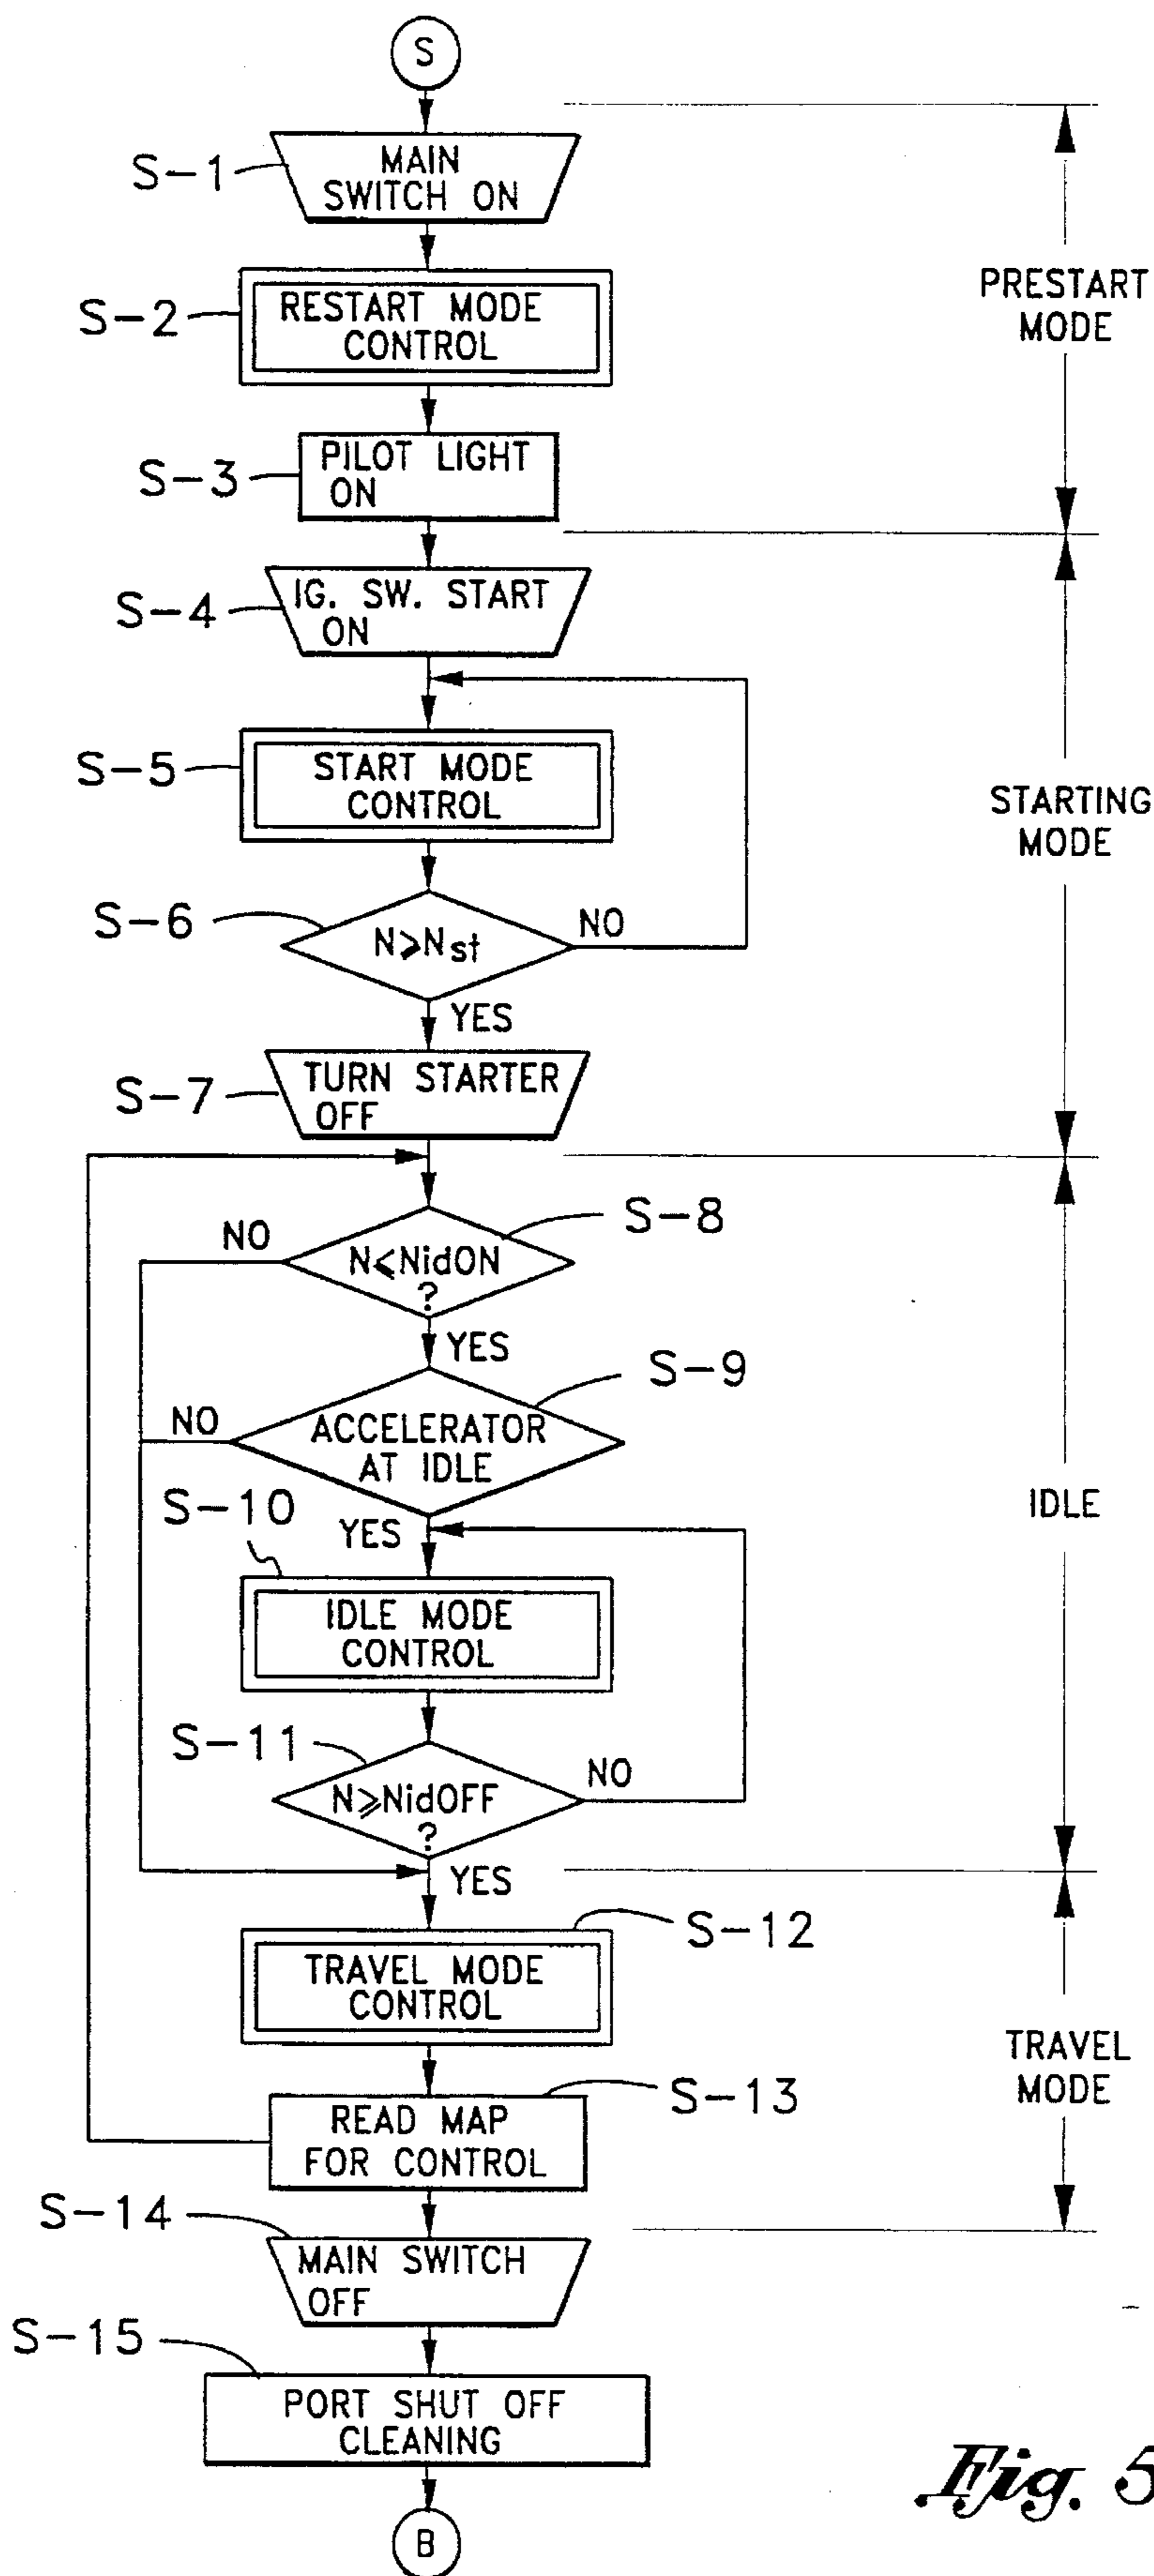 S
S-1
MAIN
SWITCH ON
S-2
RESTART MODE
CONTROL
PRESTART
MODE
S-3
PILOT LIGHT
ON
S-4
IG. SW. START
ON
S-5
START MODE
CONTROL
STARTING
MODE
S-6
N⩾Nst
NO
YES
S-7
TURN STARTER
OFF
S-8
NO
N⩽NidON
?
YES
S-9
NO
ACCELERATOR
AT IDLE
S-10
YES
IDLE
IDLE MODE
CONTROL
S-11
N⩾NidOFF
?
NO
YES
S-12
TRAVEL MODE
CONTROL
TRAVEL
MODE
S-13
READ MAP
FOR CONTROL
S-14
MAIN SWITCH
OFF
S-15
PORT SHUT OFF
CLEANING
B
Fig. 5